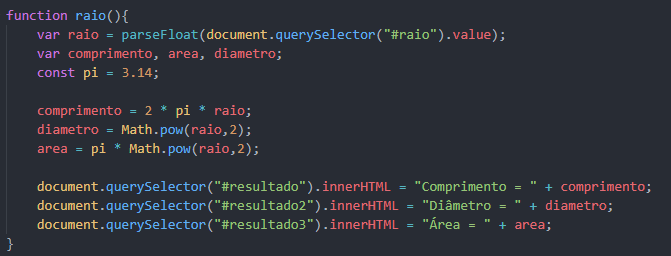 function raio(){
var raio = parseFloat(document.querySelector("#raio").value);
var comprimento, area, diametro;
const pi = 3.14;
comprimento = 2 * pi * raio;
diametro = Math.pow(raio,2);
area = pi * Math.pow(raio,2);
document.querySelector("#resultado").innerHTML = "Comprimento = " + comprimento;
document.querySelector("#resultado2").innerHTML = "Diâmetro = " + diametro;
document.querySelector("#resultado3").innerHTML = "Área = " + area;
}